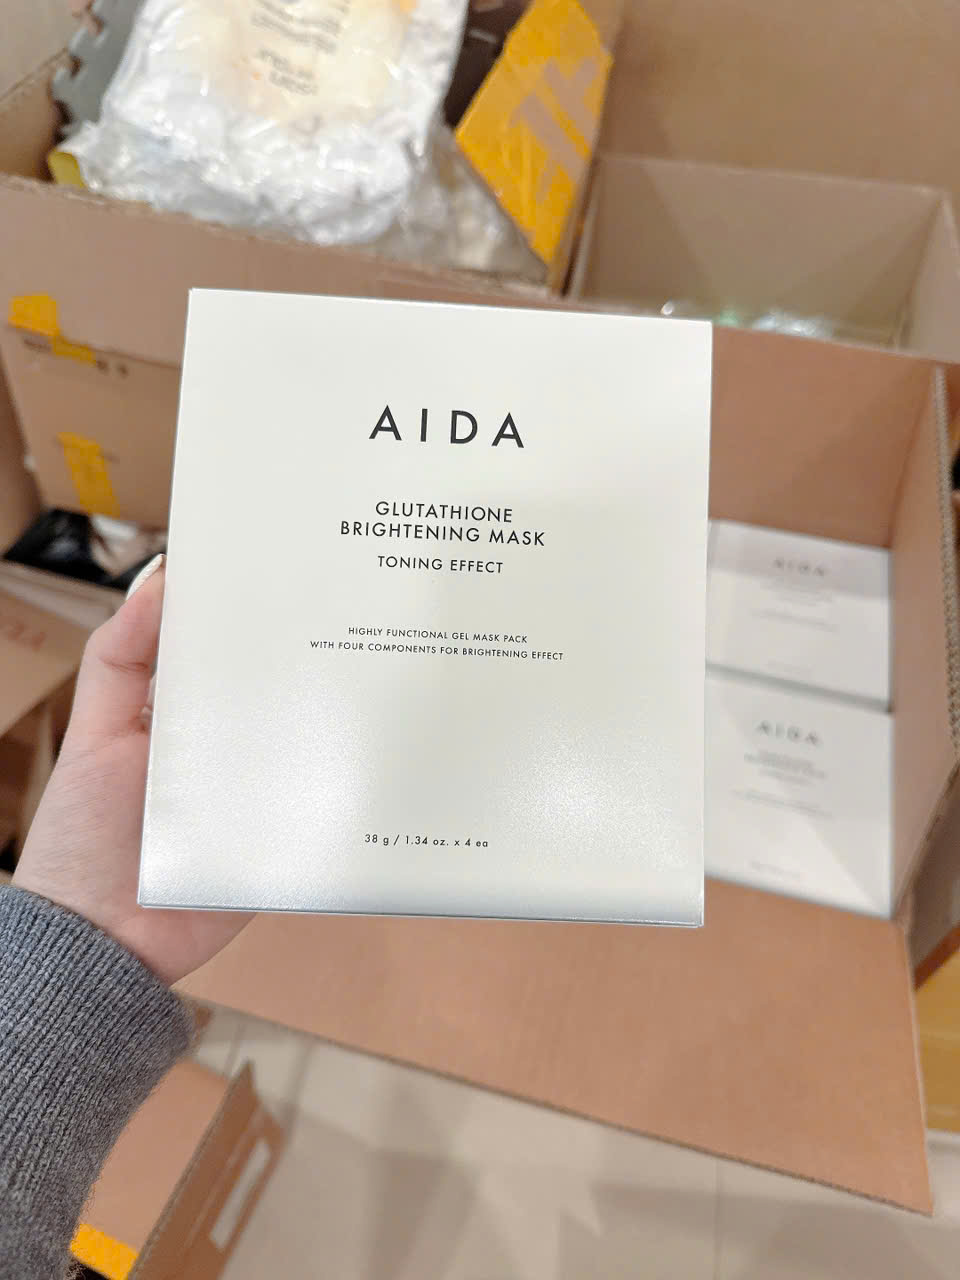 AIDA
GLUTATHIONE
BRIGHTENING MASK
TONING EFFECT
HIGHLY FUNCTIONAL GEL MASK PACK
WITH FOUR COMPONENTS FOR BRIGHTENING EFFECT
38 g / 1.34 oz. x 4 ea
AIDA
AIDA